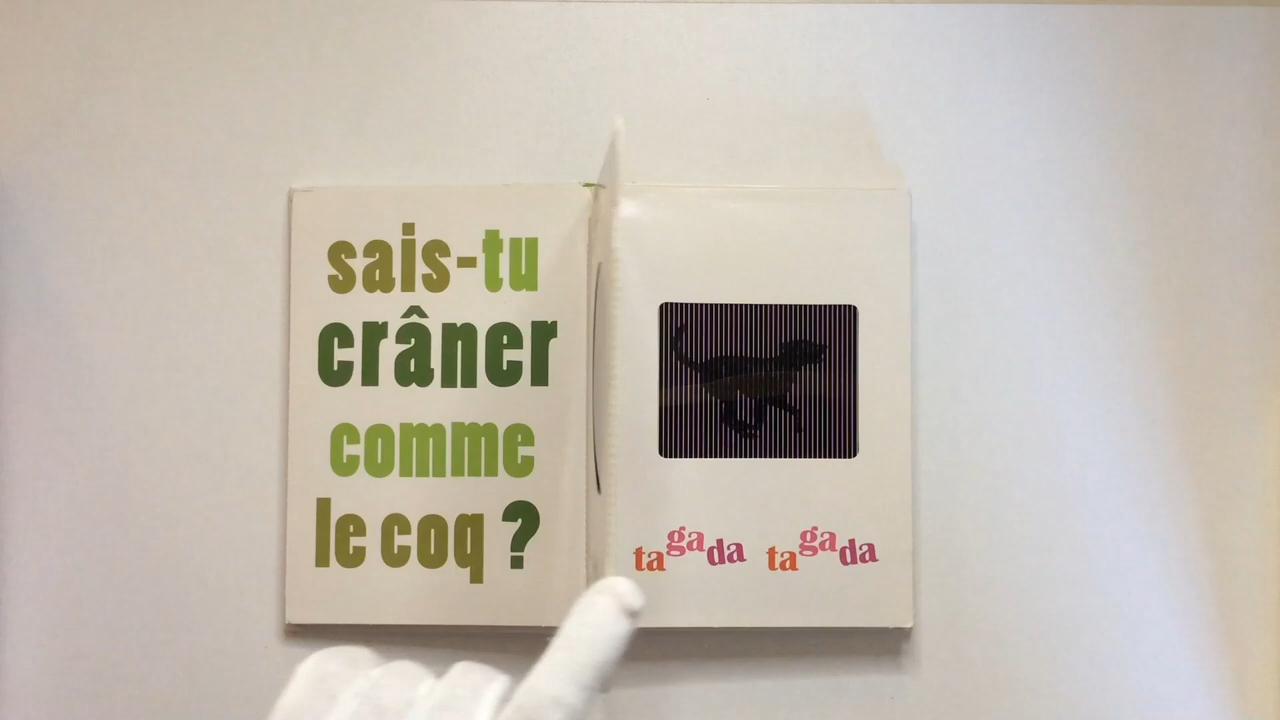 sais-tu
crâner
comme
le coq ?
tagada tagada